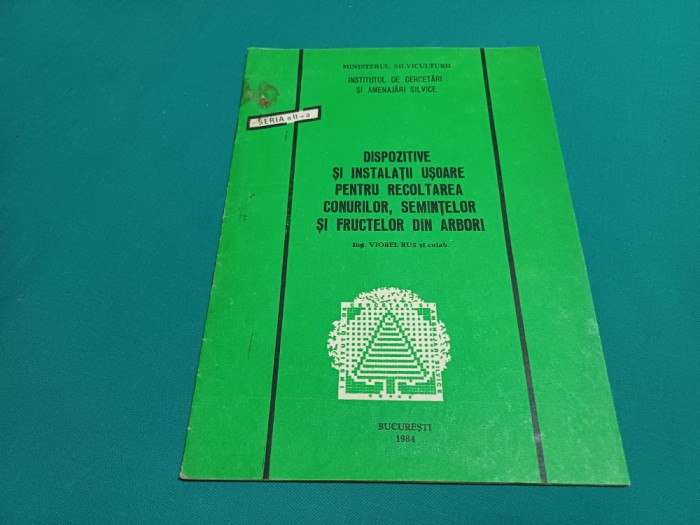 MINISTERUL SILVICULTURII
INSTITUTUL DE CERCETĂRI
ȘI AMENAJĂRI SILVICE
SERIA a II-a
DISPOZITIVE
ȘI INSTALAȚII UȘOARE
PENTRU RECOLTAREA
CONURILOR, SEMINȚELOR
ȘI FRUCTELOR DIN ARBORI
Ing. VIOREL RUS și colab.
BUCUREȘTI
1984